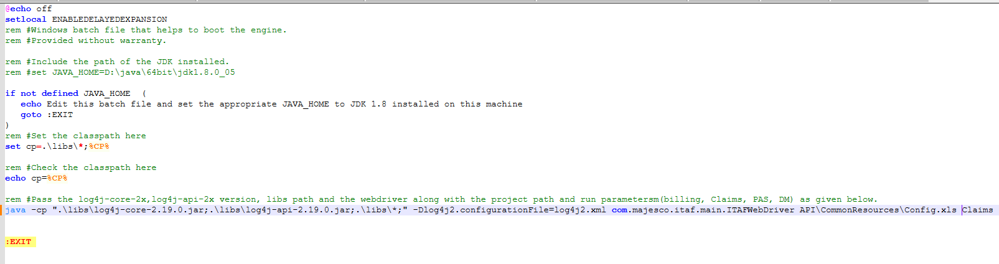 @echo off
setlocal ENABLEDELAYEDEXPANSION
rem #Windows batch file that helps to boot the engine.
rem #Provided without warranty.
rem #Include the path of the JDK installed.
rem #set JAVA_HOME=D:\java\64bit\jdk1.8.0_05
if not defined JAVA_HOME  (
   echo Edit this batch file and set the appropriate JAVA_HOME to JDK 1.8 installed on this machine
   goto :EXIT
)
rem #Set the classpath here
set cp=.\libs\*;%CP%
rem #Check the classpath here
echo cp=%CP%
rem #Pass the log4j-core-2x,log4j-api-2x version, libs path and the webdriver along with the project path and run parametersm(billing, Claims, PAS, DM) as given below.
java -cp ".\libs\log4j-core-2.19.0.jar;.\libs\log4j-api-2.19.0.jar;.\libs\*;" -Dlog4j2.configurationFile=log4j2.xml com.majesco.itaf.main.ITAFWebDriver API\CommonResources\Config.xls Claims
:EXIT